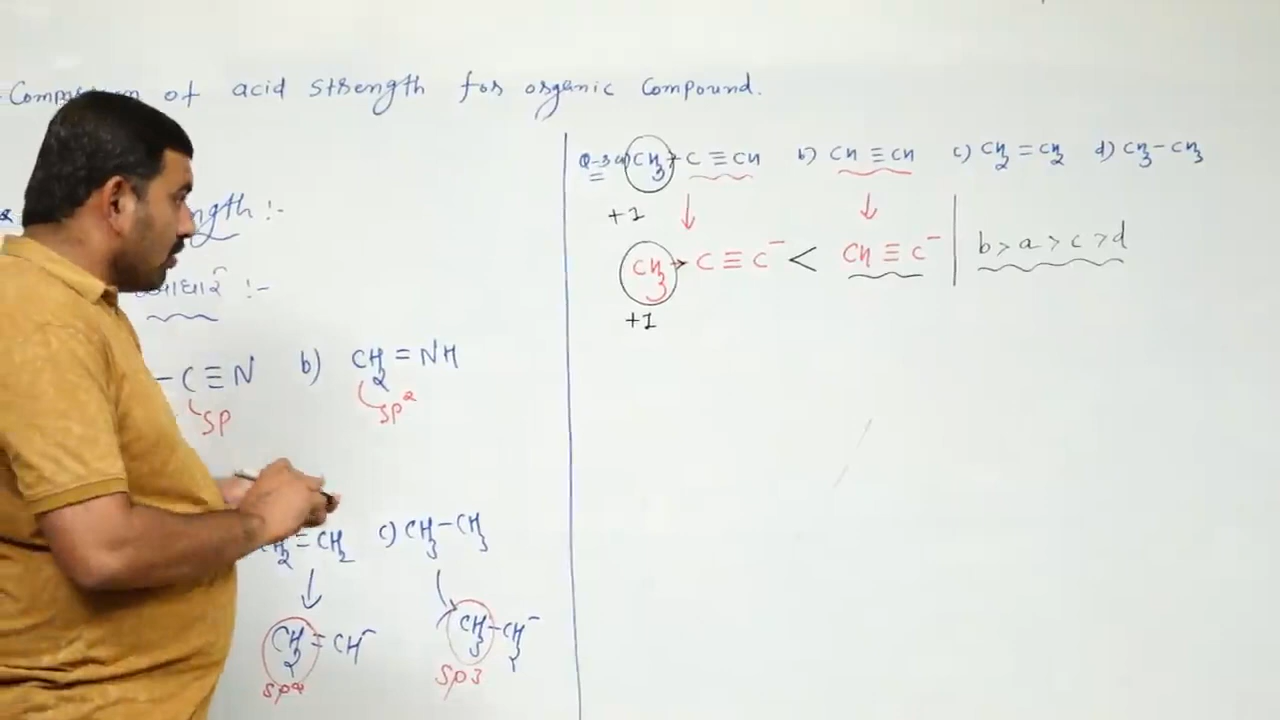 Comparison of acid strength for organic Compound.
ngth :-
આધારે :-
- C ≡ N b) CH2 = NH
SP SP2
CH2 = CH2 c) CH3 - CH3
CH2 = CH⁻ CH3 - CH2⁻
SP2 SP3
Q-3 a) CH3 → C ≡ CH b) CH ≡ CH c) CH2 = CH2 d) CH3 - CH3
+I
CH3 → C ≡ C⁻ < CH ≡ C⁻ b > a > c > d
+I